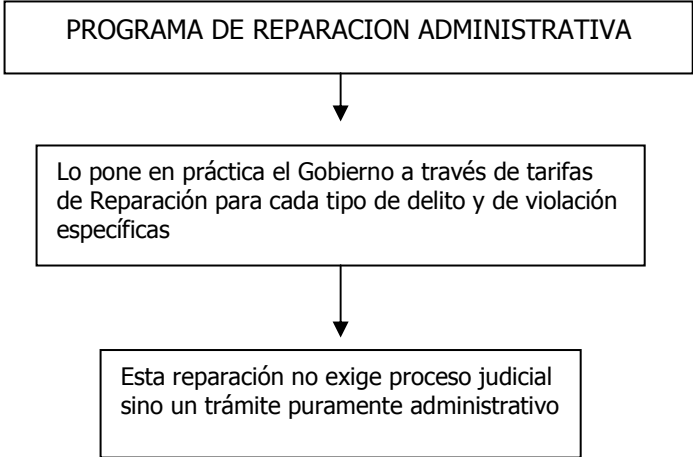 PROGRAMA DE REPARACION ADMINISTRATIVA
Lo pone en práctica el Gobierno a través de tarifas
de Reparación para cada tipo de delito y de violación
específicas
Esta reparación no exige proceso judicial
sino un trámite puramente administrativo